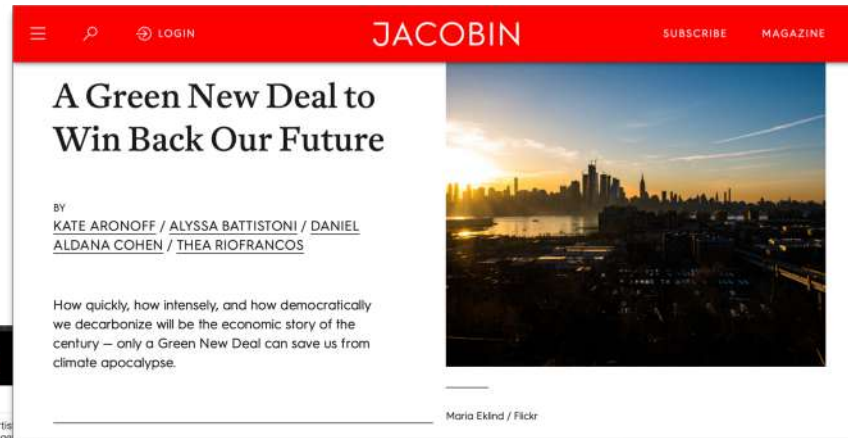 LOGIN
JACOBIN
SUBSCRIBE
MAGAZINE
A Green New Deal to
Win Back Our Future
BY
KATE ARONOFF / ALYSSA BATTISTONI / DANIEL
ALDANA COHEN / THEA RIOFRANCOS
How quickly, how intensely, and how democratically
we decarbonize will be the economic story of the
century — only a Green New Deal can save us from
climate apocalypse.
Maria Eklind / Flickr